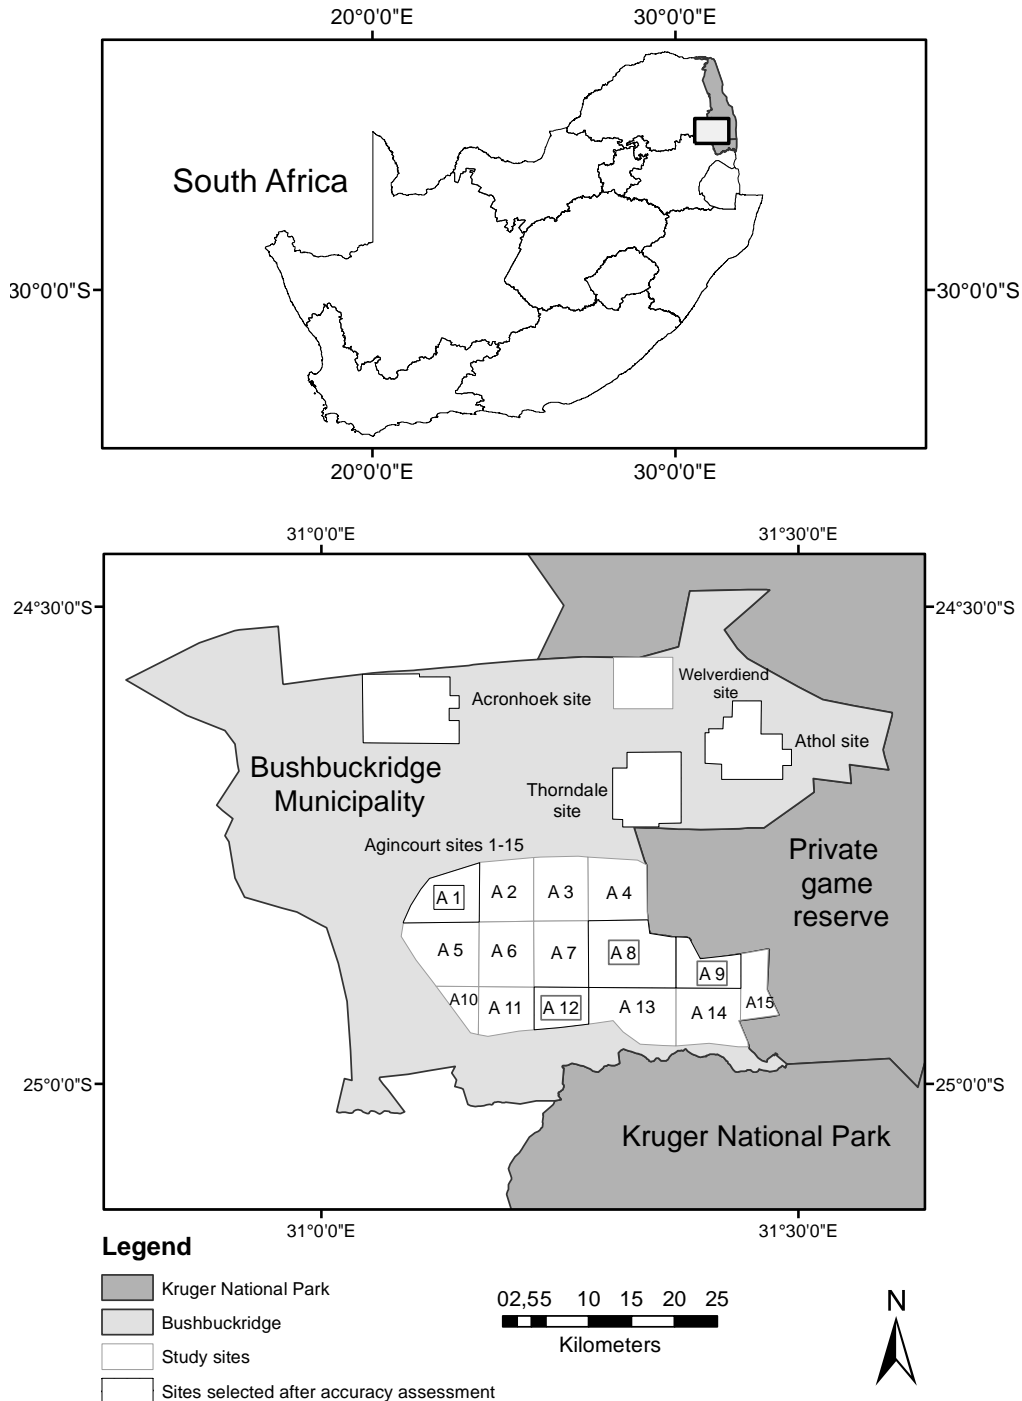 20°0'0"E 30°0'0"E
South Africa
30°0'0"S 30°0'0"S
20°0'0"E 30°0'0"E
31°0'0"E 31°30'0"E
24°30'0"S 24°30'0"S
Welverdiend
site
Acronhoek site
Athol site
Bushbuckridge
Municipality
Thorndale
site
Agincourt sites 1-15
Private
game
reserve
A 1 A 2 A 3 A 4
A 5 A 6 A 7 A 8
A 9
A10 A 11 A 12 A 13 A 14 A15
25°0'0"S 25°0'0"S
Kruger National Park
31°0'0"E 31°30'0"E
Legend
Kruger National Park
Bushbuckridge
Study sites
Sites selected after accuracy assessment
02,55 10 15 20 25
Kilometers
N